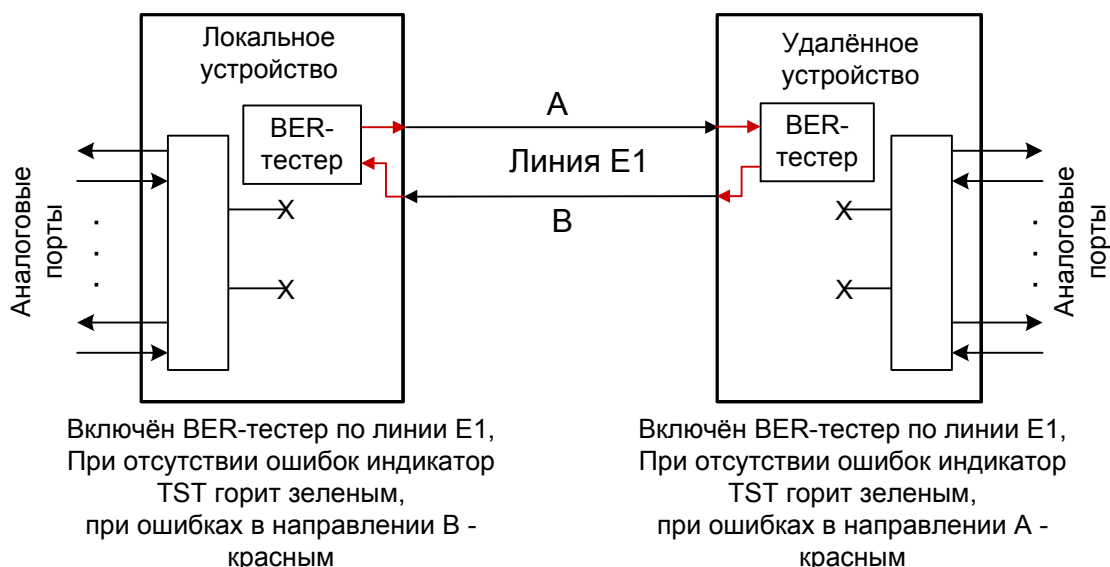 Локальное
устройство
Удалённое
устройство
BER-
тестер
A
Линия E1
B
BER-
тестер
Аналоговые
порты
X
X
X
X
Аналоговые
порты
Включён BER-тестер по линии E1,
При отсутствии ошибок индикатор
TST горит зеленым,
при ошибках в направлении B -
красным
Включён BER-тестер по линии E1,
При отсутствии ошибок индикатор
TST горит зеленым,
при ошибках в направлении A -
красным